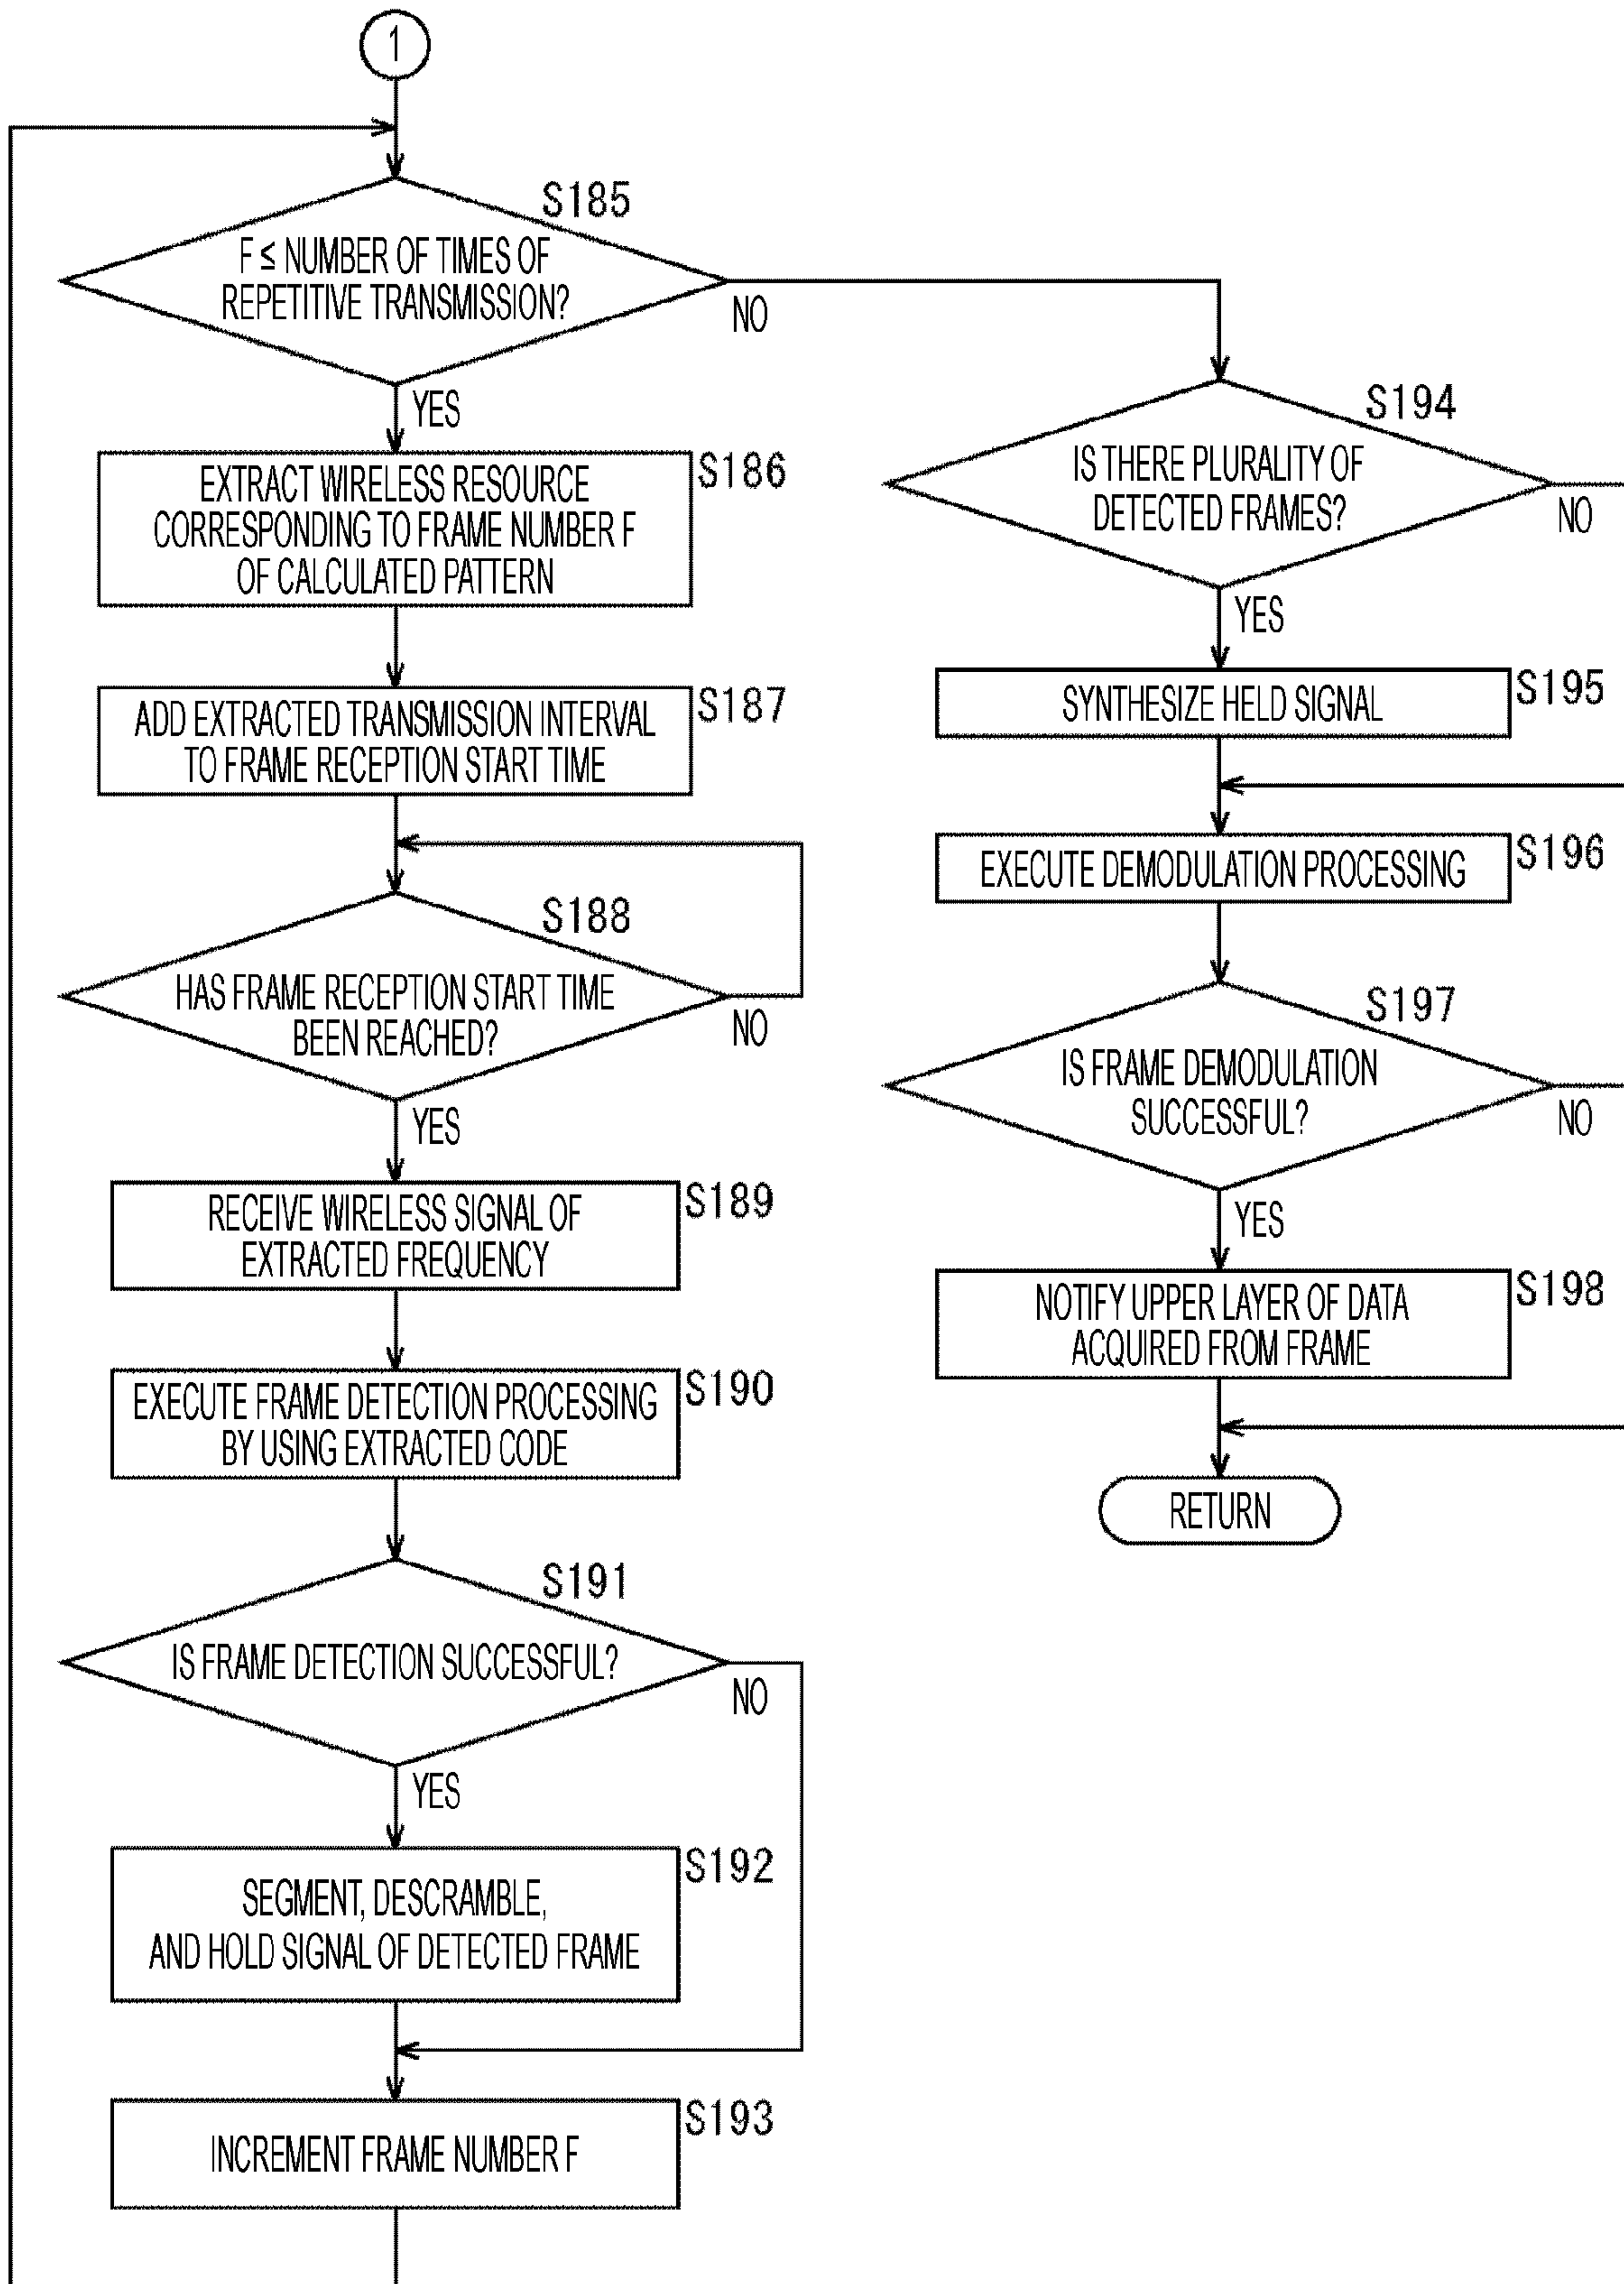 1
S185
F ≤ NUMBER OF TIMES OF
REPETITIVE TRANSMISSION?
NO
YES
S186
EXTRACT WIRELESS RESOURCE
CORRESPONDING TO FRAME NUMBER F
OF CALCULATED PATTERN
S187
ADD EXTRACTED TRANSMISSION INTERVAL
TO FRAME RECEPTION START TIME
S188
HAS FRAME RECEPTION START TIME
BEEN REACHED?
NO
YES
S189
RECEIVE WIRELESS SIGNAL OF
EXTRACTED FREQUENCY
S190
EXECUTE FRAME DETECTION PROCESSING
BY USING EXTRACTED CODE
S191
IS FRAME DETECTION SUCCESSFUL?
NO
YES
S192
SEGMENT, DESCRAMBLE,
AND HOLD SIGNAL OF DETECTED FRAME
S193
INCREMENT FRAME NUMBER F
S194
IS THERE PLURALITY OF
DETECTED FRAMES?
NO
YES
S195
SYNTHESIZE HELD SIGNAL
S196
EXECUTE DEMODULATION PROCESSING
S197
IS FRAME DEMODULATION
SUCCESSFUL?
NO
YES
S198
NOTIFY UPPER LAYER OF DATA
ACQUIRED FROM FRAME
RETURN